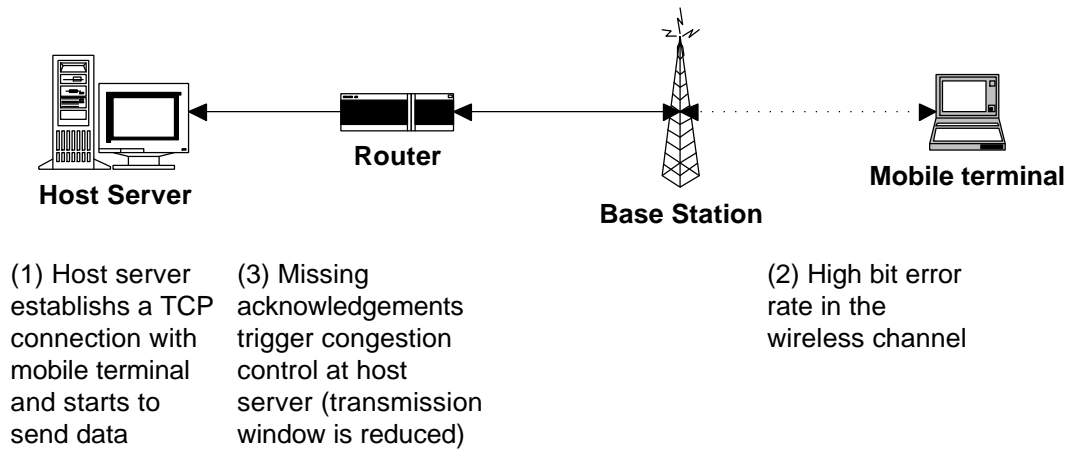 Host Server
Router
Base Station
Mobile terminal
(1) Host server
establishs a TCP
connection with
mobile terminal
and starts to
send data
(3) Missing
acknowledgements
trigger congestion
control at host
server (transmission
window is reduced)
(2) High bit error
rate in the
wireless channel